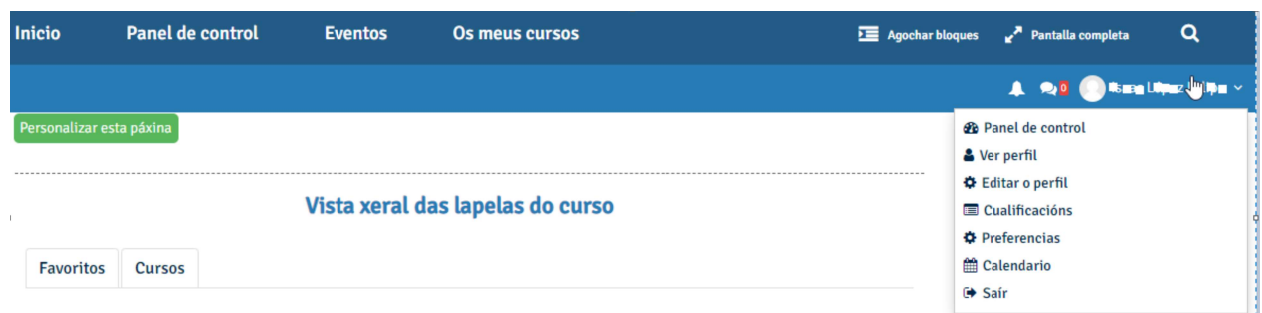 Inicio Panel de control Eventos Os meus cursos Agochar bloques Pantalla completa
0
Personalizar esta páxina
Panel de control
Ver perfil
Editar o perfil
Vista xeral das lapelas do curso
Cualificacións
Preferencias
Favoritos Cursos
Calendario
Saír